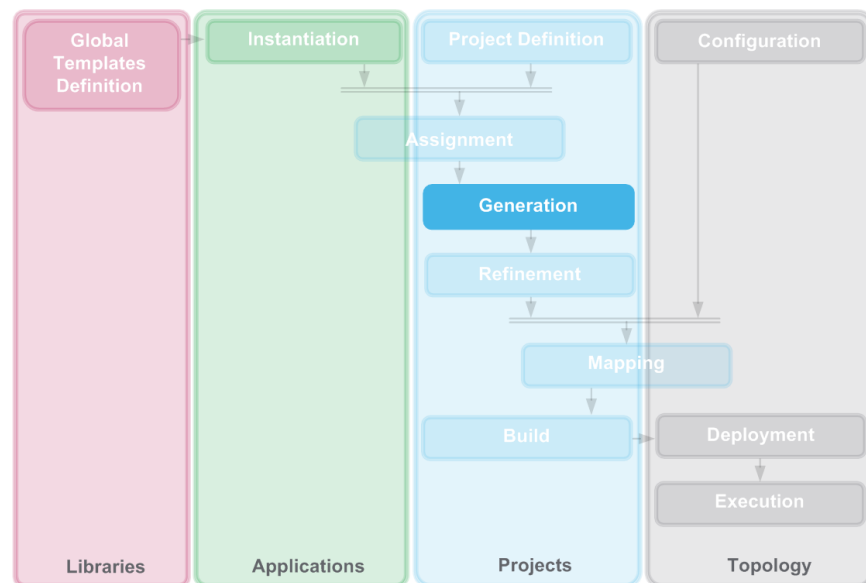 Global
Templates
Definition
Instantiation
Project Definition
Configuration
Assignment
Generation
Refinement
Mapping
Build
Deployment
Execution
Libraries
Applications
Projects
Topology